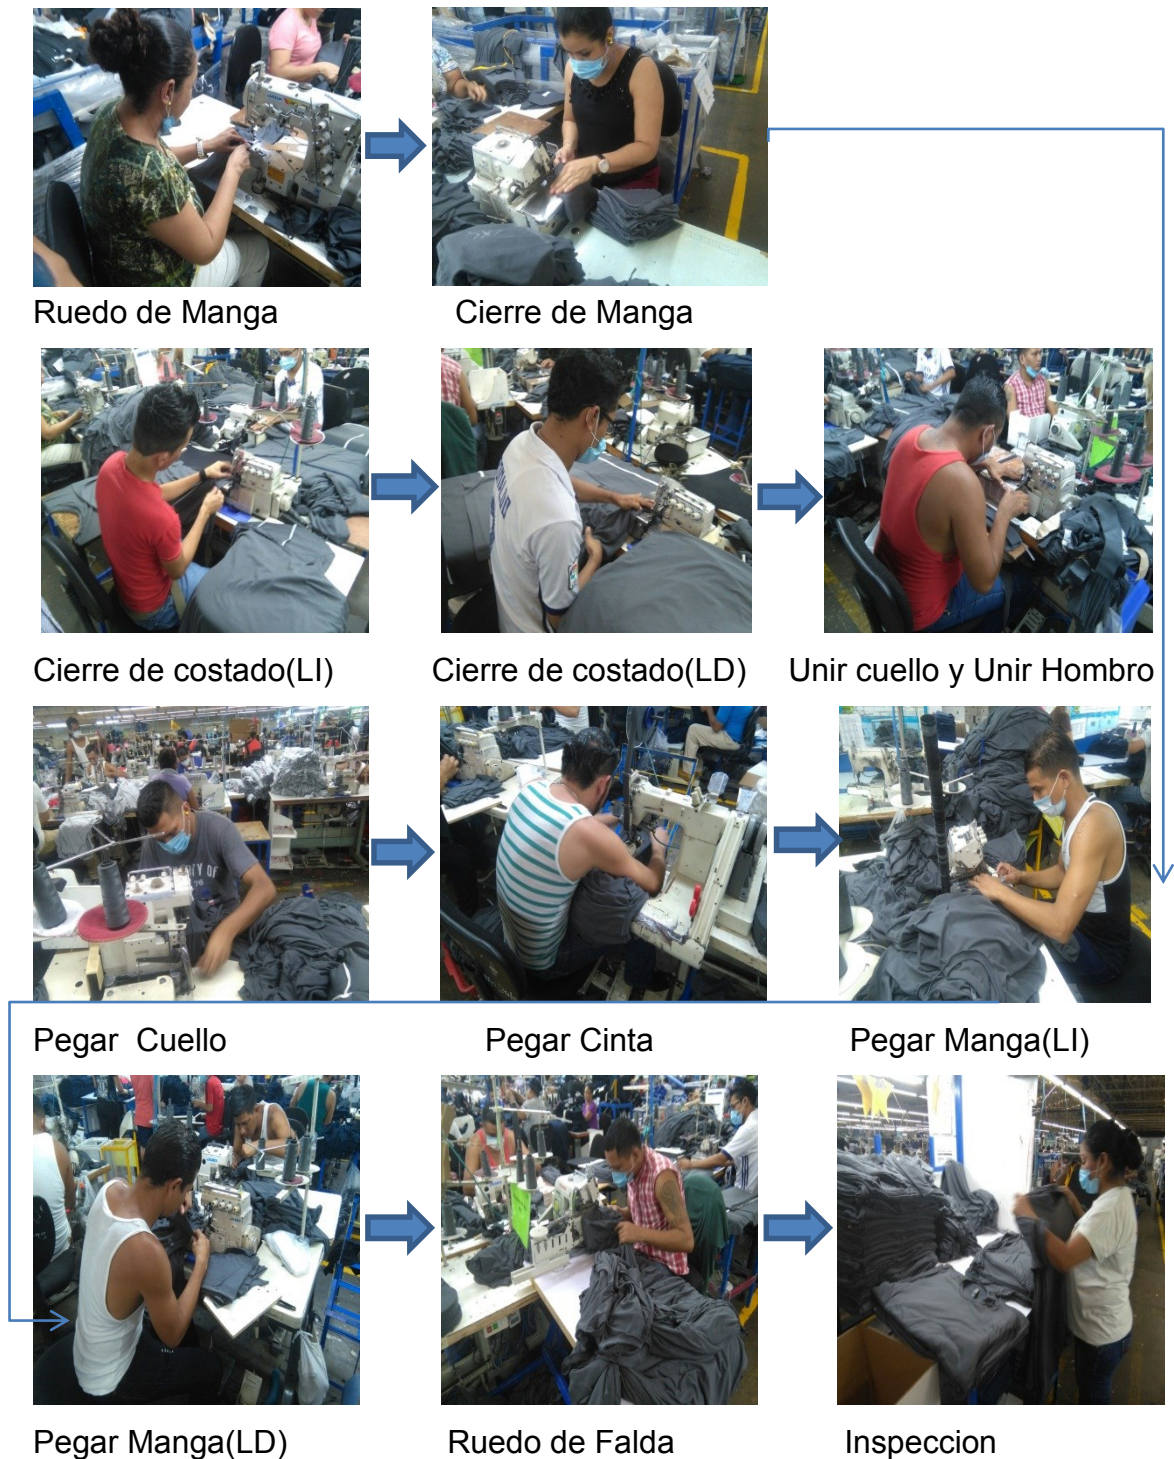 Ruedo de Manga
Cierre de Manga
Cierre de costado(LI)
Cierre de costado(LD)
Unir cuello y Unir Hombro
Pegar Cuello
Pegar Cinta
Pegar Manga(LI)
Pegar Manga(LD)
Ruedo de Falda
Inspeccion